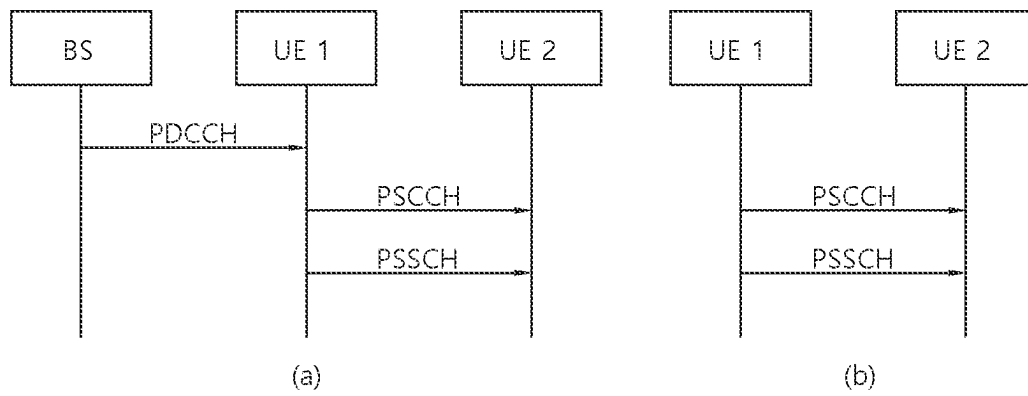 BS UE 1 UE 2 UE 1 UE 2
PDCCH
PSCCH PSCCH
PSSCH PSSCH
(a) (b)